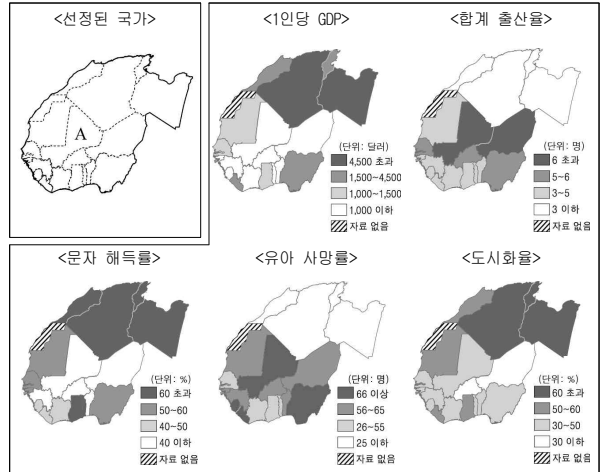 <선정된 국가>
A
<1인당 GDP>
(단위: 달러)
4,500 초과
1,500~4,500
1,000~1,500
1,000 이하
자료 없음
<합계 출산율>
(단위: 명)
6 초과
5~6
3~5
3 이하
자료 없음
<문자 해득률>
(단위: %)
60 초과
50~60
40~50
40 이하
자료 없음
<유아 사망률>
(단위: 명)
66 이상
56~65
26~55
25 이하
자료 없음
<도시화율>
(단위: %)
60 초과
50~60
30~50
30 이하
자료 없음